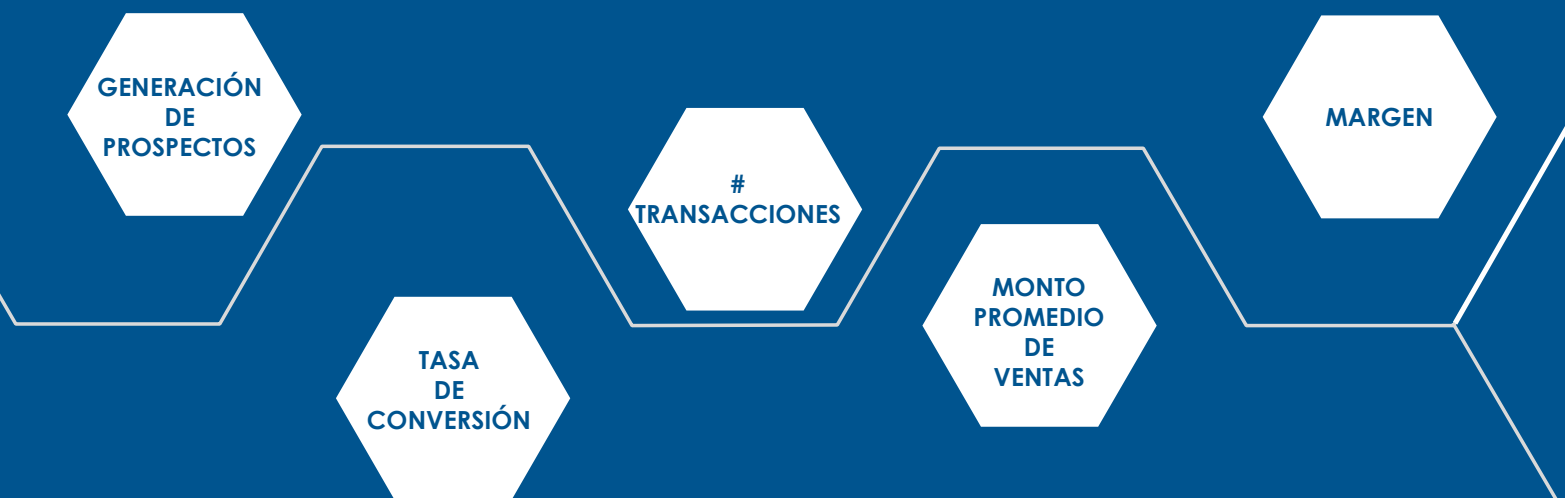 GENERACIÓN
DE
PROSPECTOS
TASA
DE
CONVERSIÓN
#
TRANSACCIONES
MONTO
PROMEDIO
DE
VENTAS
MARGEN